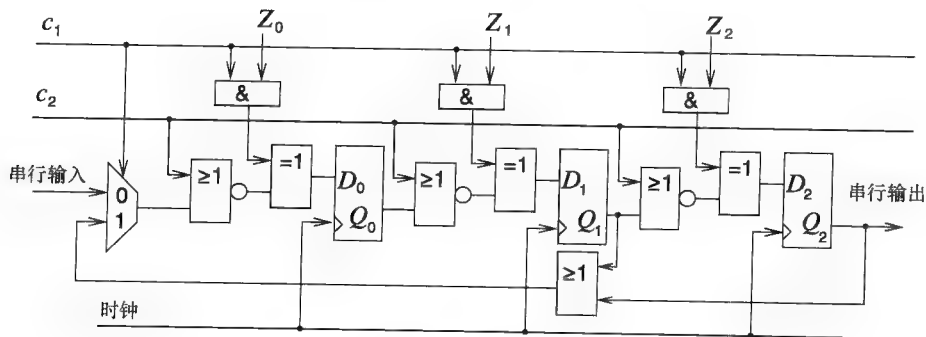 c₁ Z₀ Z₁ Z₂
& & &
c₂
串行输入 0 ≥1 =1 D₀ ≥1 =1 D₁ ≥1 =1 D₂ 串行输出
1 Q₀ Q₁ Q₂
≥1
时钟